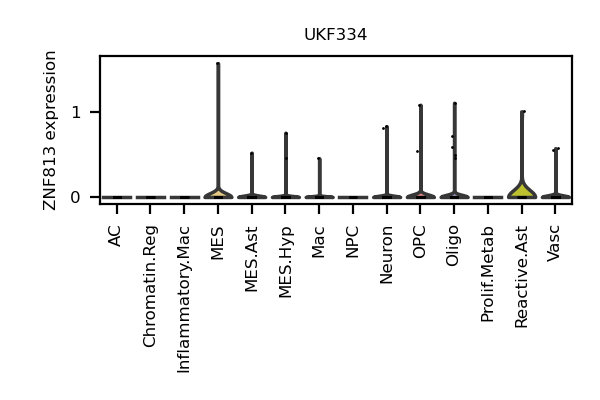 UKF334
ZNF813 expression
1
0
AC
Chromatin.Reg
Inflammatory.Mac
MES
MES.Ast
MES.Hyp
Mac
NPC
Neuron
OPC
Oligo
Prolif.Metab
Reactive.Ast
Vasc